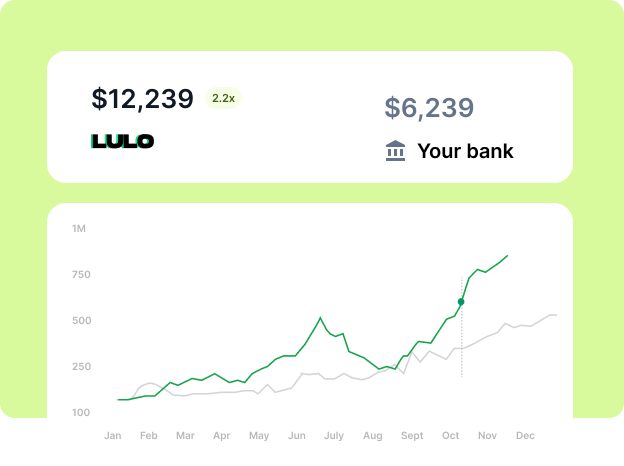 $12,239 2.2x
LULO
$6,239
Your bank
1M
750
500
250
100
Jan Feb Mar Apr May Jun July Aug Sept Oct Nov Dec